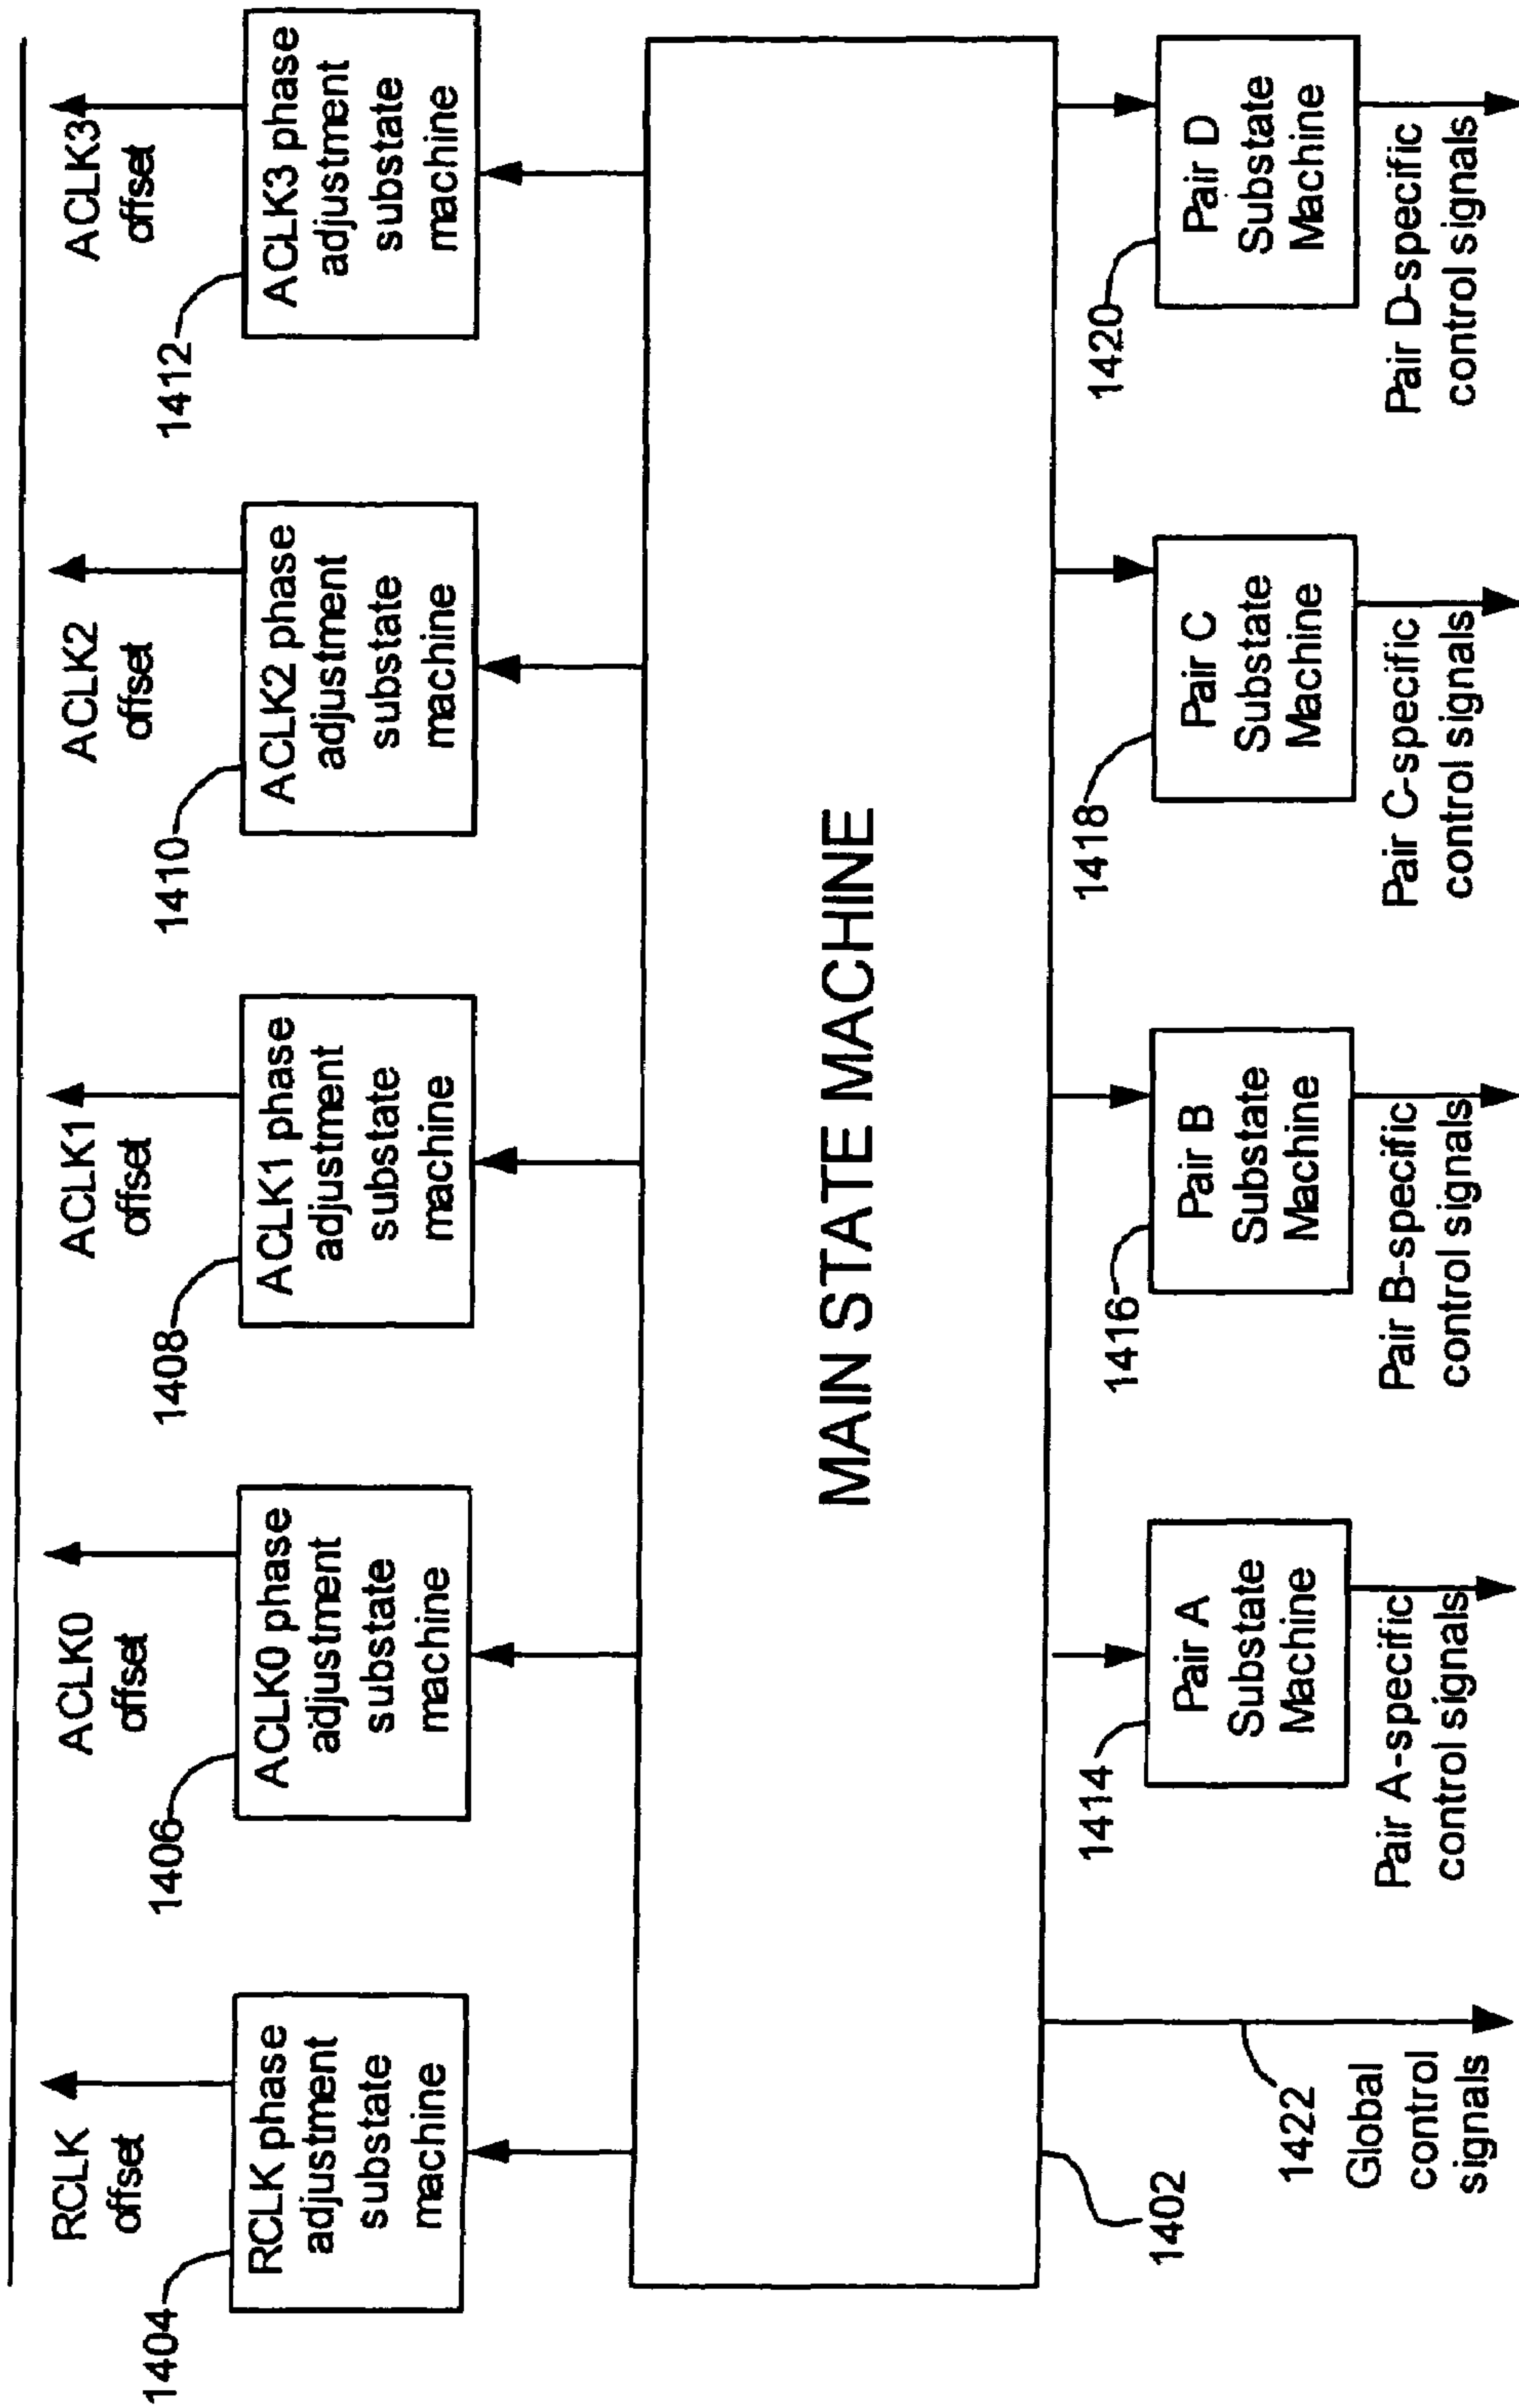 RCLK
offset
ACLK0
offset
ACLK1
offset
ACLK2
offset
ACLK3
offset
1404
RCLK phase
adjustment
substate
machine
1406
ACLK0 phase
adjustment
substate
machine
1408
ACLK1 phase
adjustment
substate
machine
1410
ACLK2 phase
adjustment
substate
machine
1412
ACLK3 phase
adjustment
substate
machine
MAIN STATE MACHINE
1402
1422
Global
control
signals
1414
Pair A
Substate
Machine
Pair A-specific
control signals
1416
Pair B
Substate
Machine
Pair B-specific
control signals
1418
Pair C
Substate
Machine
Pair C-specific
control signals
1420
Pair D
Substate
Machine
Pair D-specific
control signals